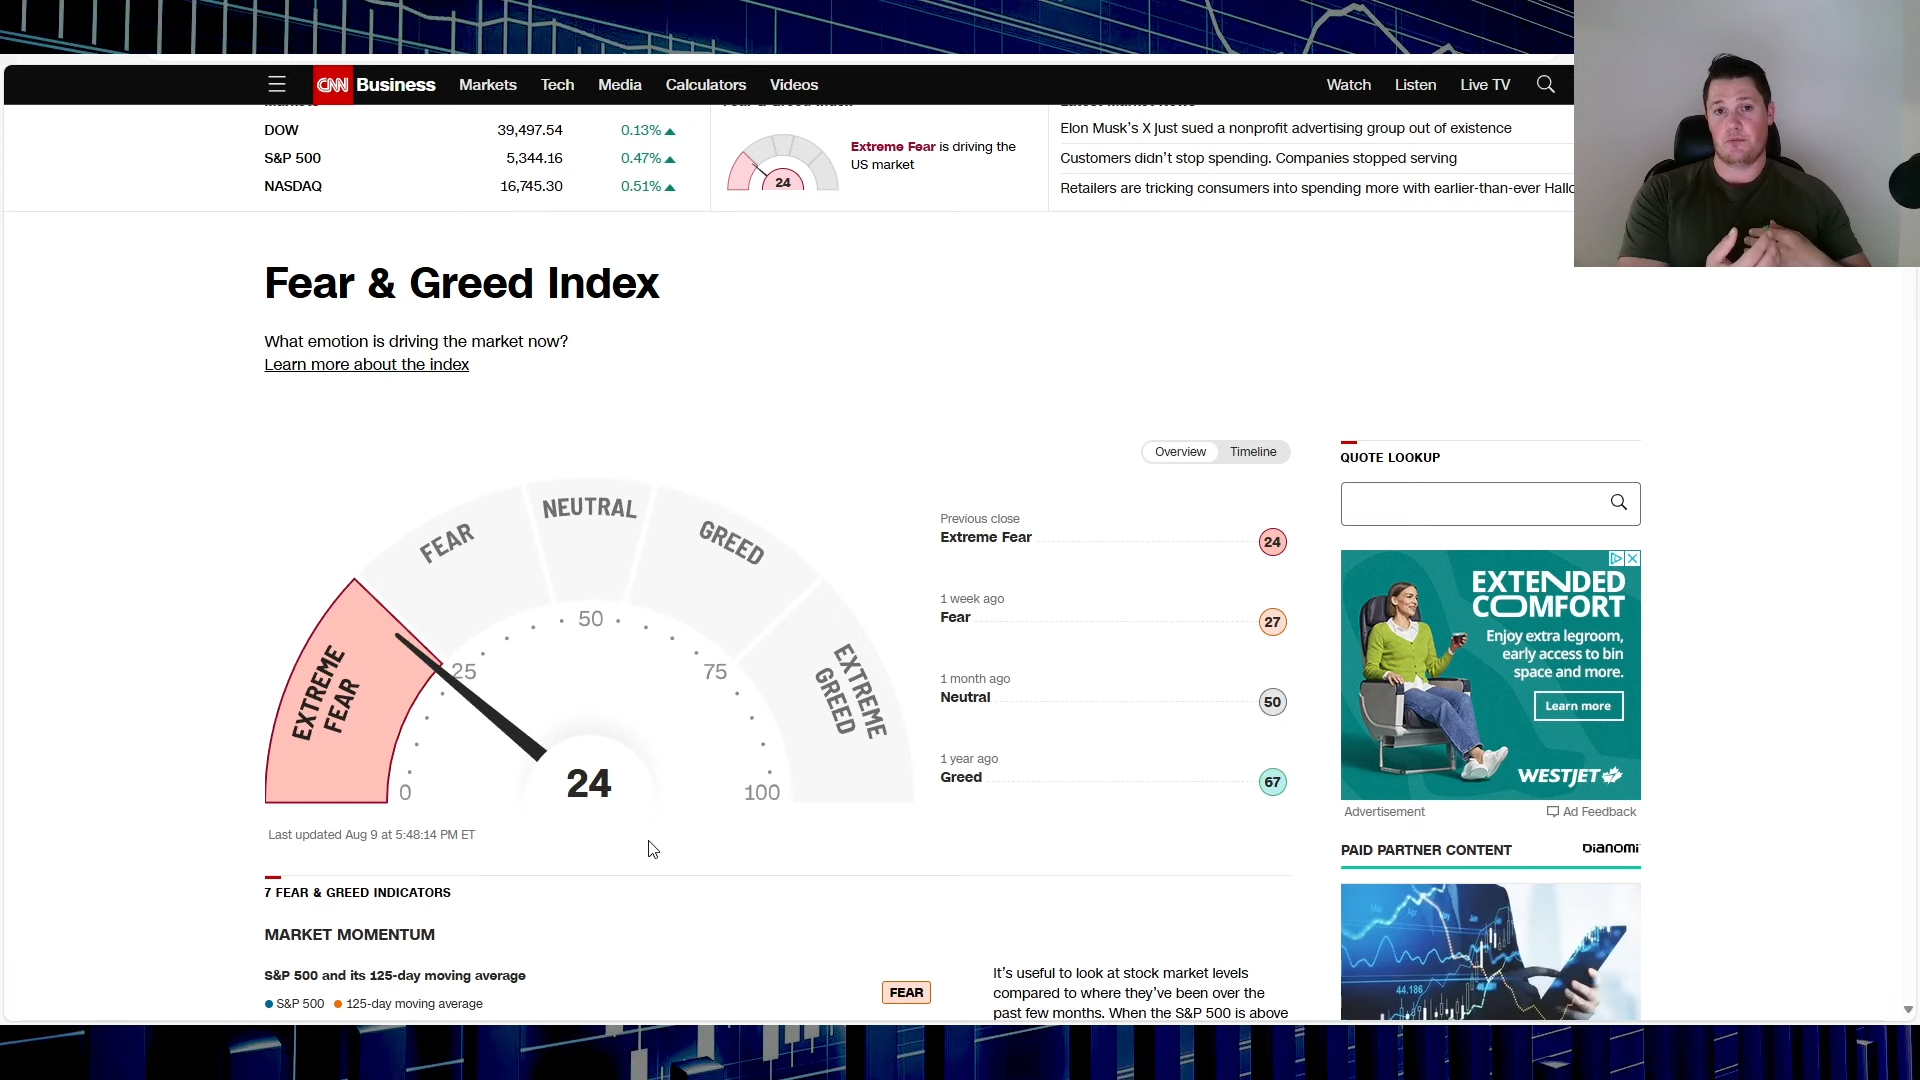 CNN Business Markets Tech Media Calculators Videos Watch Listen Live TV
DOW 39,497.54 0.13%
S&P 500 5,344.16 0.47%
NASDAQ 16,745.30 0.51%
Extreme Fear is driving the
US market
24
Elon Musk's X just sued a nonprofit advertising group out of existence
Customers didn't stop spending. Companies stopped serving
Retailers are tricking consumers into spending more with earlier-than-ever Hallo
Fear & Greed Index
What emotion is driving the market now?
Learn more about the index
Overview Timeline
EXTREME
FEAR
FEAR
NEUTRAL
GREED
EXTREME
GREED
0
25
50
75
100
24
Last updated Aug 9 at 5:48:14 PM ET
Previous close
Extreme Fear 24
1 week ago
Fear 27
1 month ago
Neutral 50
1 year ago
Greed 67
QUOTE LOOKUP
EXTENDED
COMFORT
Enjoy extra legroom,
early access to bin
space and more.
Learn more
WESTJET
Advertisement Ad Feedback
PAID PARTNER CONTENT Dianomi
44.186
7 FEAR & GREED INDICATORS
MARKET MOMENTUM
S&P 500 and its 125-day moving average
S&P 500 125-day moving average
FEAR
It's useful to look at stock market levels
compared to where they've been over the
past few months. When the S&P 500 is above